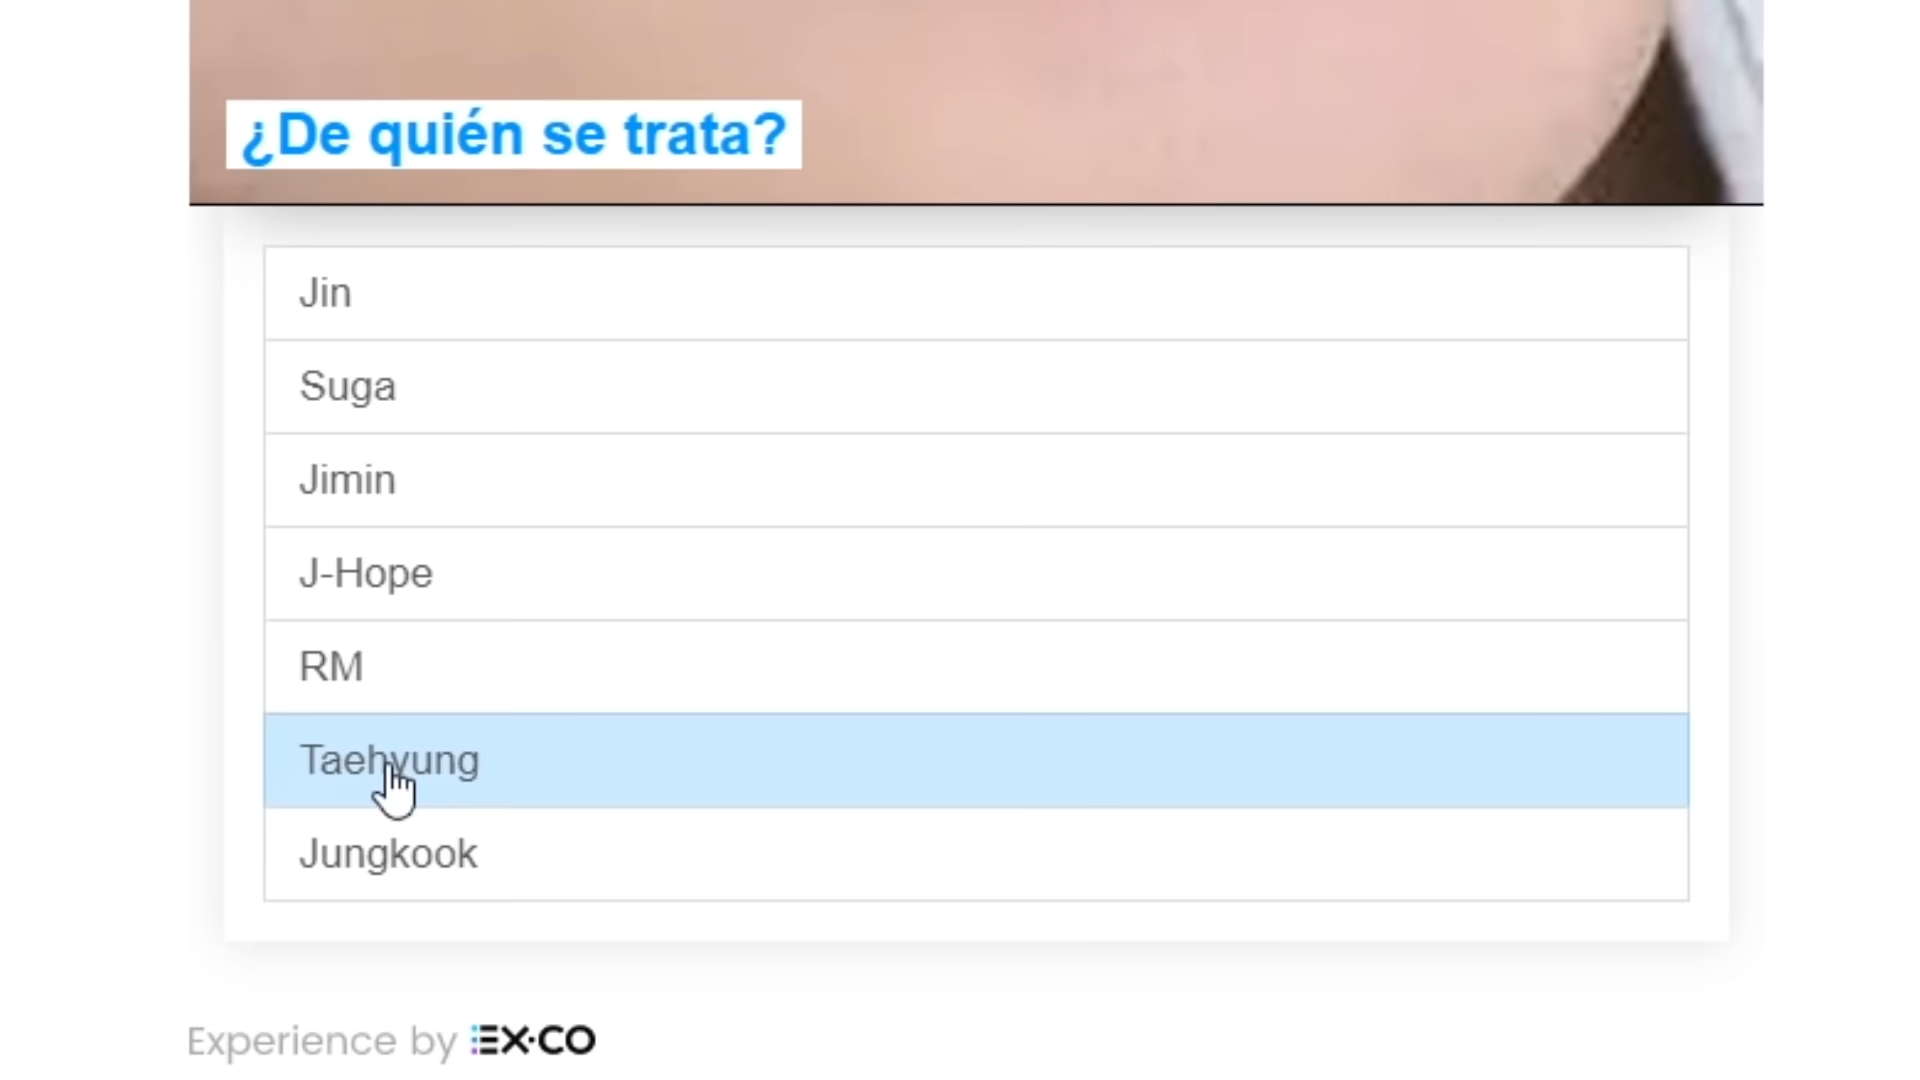 ¿De quién se trata?
Jin
Suga
Jimin
J-Hope
RM
Taehyung
Jungkook
Experience by EX·CO